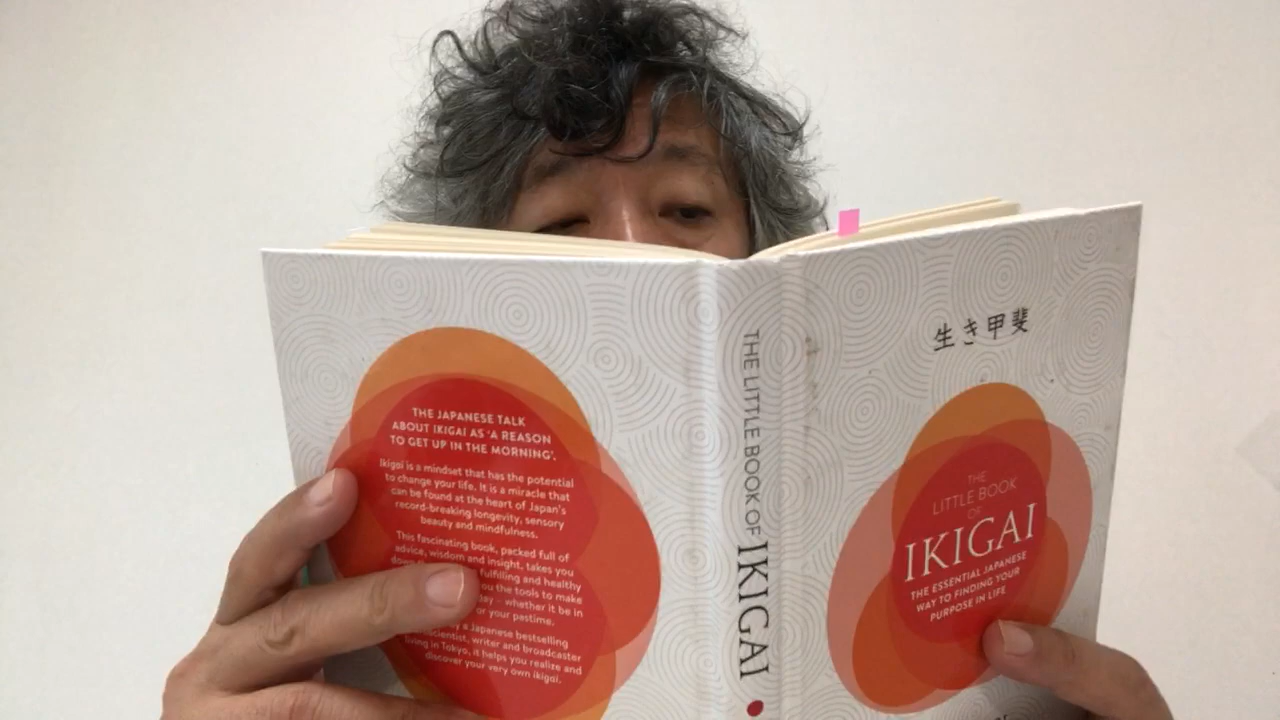 THE JAPANESE TALK
ABOUT IKIGAI AS 'A REASON
TO GET UP IN THE MORNING'.
Ikigai is a mindset that has the potential
to change your life. It is a miracle that
can be found at the heart of Japan's
record-breaking longevity, sensory
beauty and mindfulness.
This fascinating book, packed full of
advice, wisdom and insight, takes you
fulfilling and healthy
you the tools to make
day – whether it be in
or your pastime.
a Japanese bestselling
scientist, writer and broadcaster
living in Tokyo, it helps you realize and
discover your very own ikigai.
THE LITTLE BOOK OF IKIGAI
生き甲斐
THE
LITTLE BOOK
OF
IKIGAI
THE ESSENTIAL JAPANESE
WAY TO FINDING YOUR
PURPOSE IN LIFE